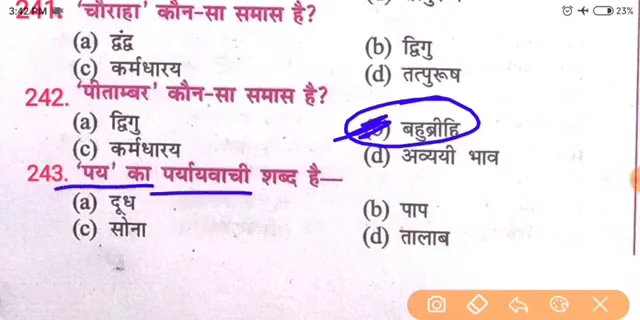 3:42 PM
23%
241. 'चौराहा' कौन-सा समास है?
(a) द्वंद्व (b) द्विगु
(c) कर्मधारय (d) तत्पुरूष
242. 'पीताम्बर' कौन-सा समास है?
(a) द्विगु (b) बहुब्रीहि
(c) कर्मधारय (d) अव्ययी भाव
243. 'पय' का पर्यायवाची शब्द है—
(a) दूध (b) पाप
(c) सोना (d) तालाब